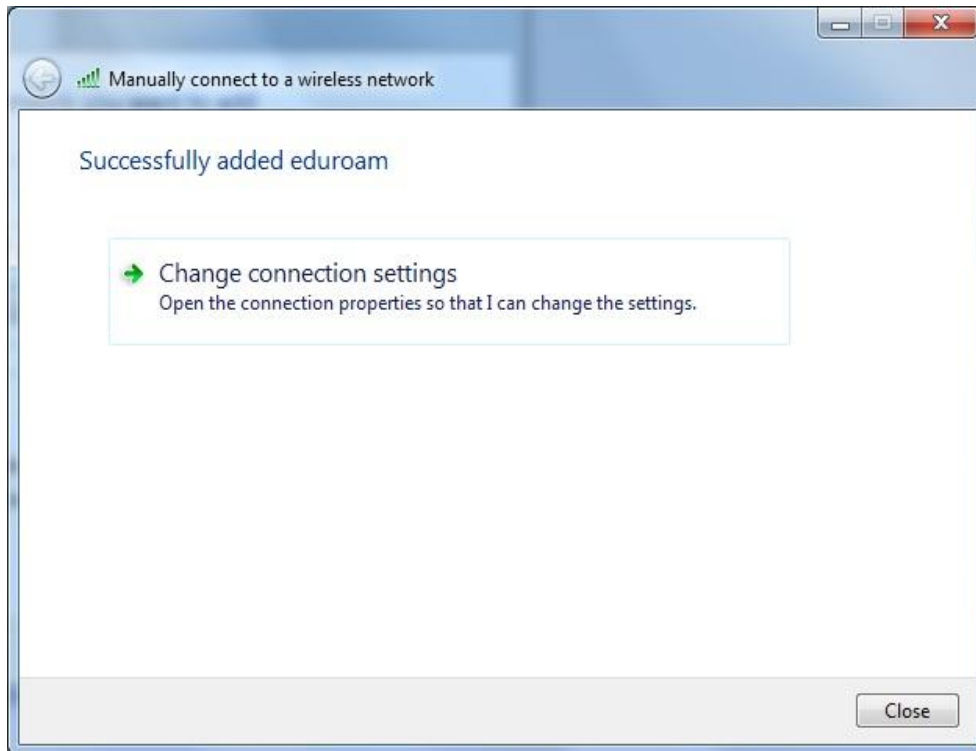 Manually connect to a wireless network
Successfully added eduroam
Change connection settings
Open the connection properties so that I can change the settings.
Close